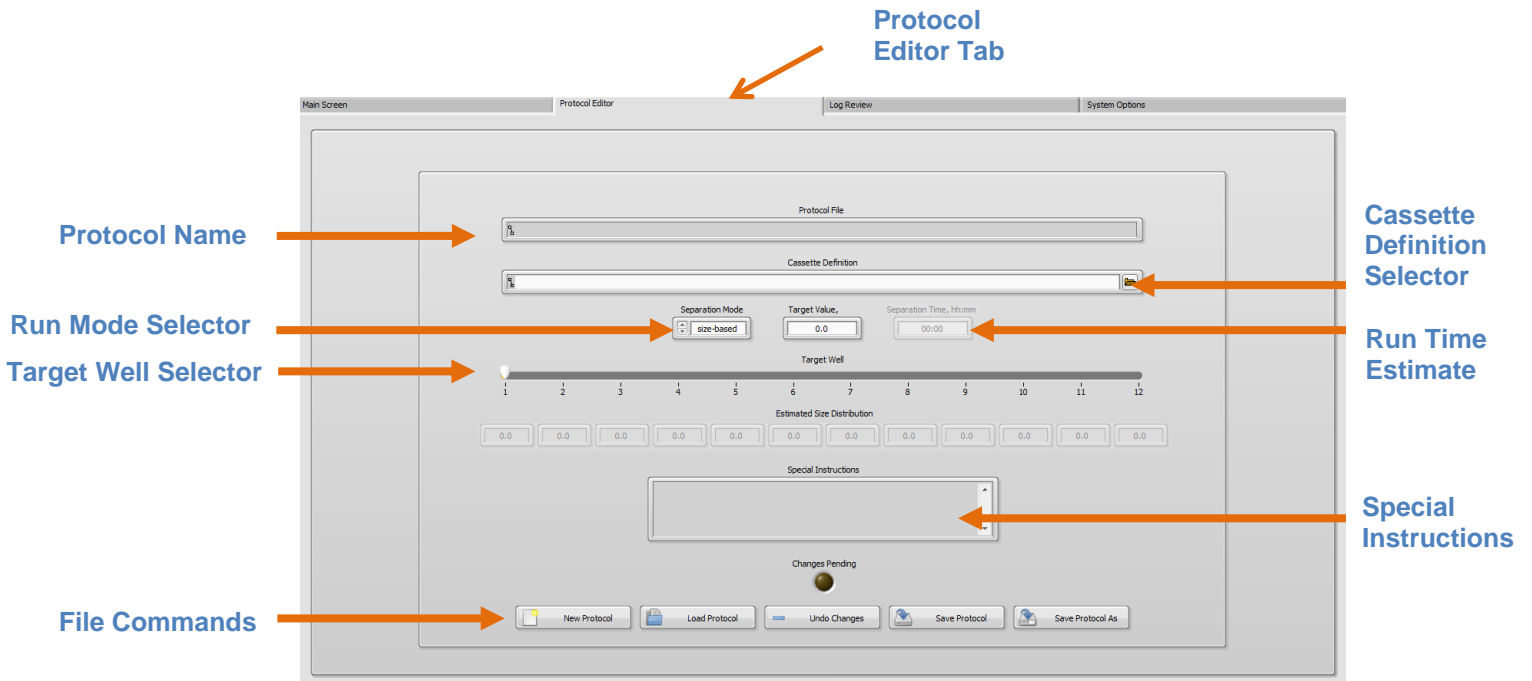 Protocol
Editor Tab
Main Screen
Protocol Editor
Log Review
System Options
Protocol File
Protocol Name
Cassette
Definition
Selector
Cassette Definition
Run Mode Selector
Separation Mode
Target Value,
Separation Time, hh:mm
size-based
0.0
00:00
Run Time
Estimate
Target Well Selector
Target Well
1 2 3 4 5 6 7 8 9 10 11 12
Estimated Size Distribution
0.0 0.0 0.0 0.0 0.0 0.0 0.0 0.0 0.0 0.0 0.0 0.0
Special Instructions
Special
Instructions
Changes Pending
File Commands
New Protocol
Load Protocol
Undo Changes
Save Protocol
Save Protocol As